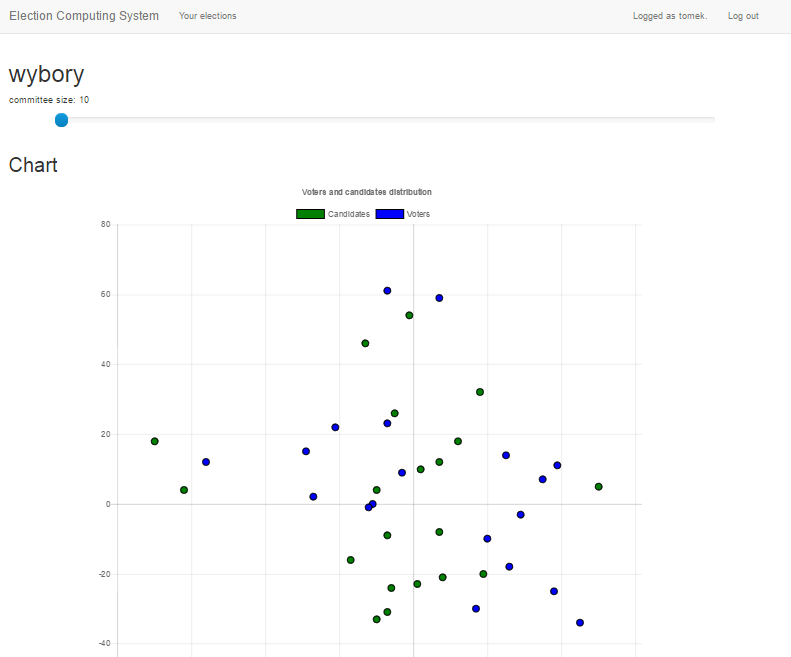 Election Computing System Your elections Logged as tomek. Log out
wybory
committee size: 10
Chart
Voters and candidates distribution
Candidates Voters
80
60
40
20
0
-20
-40